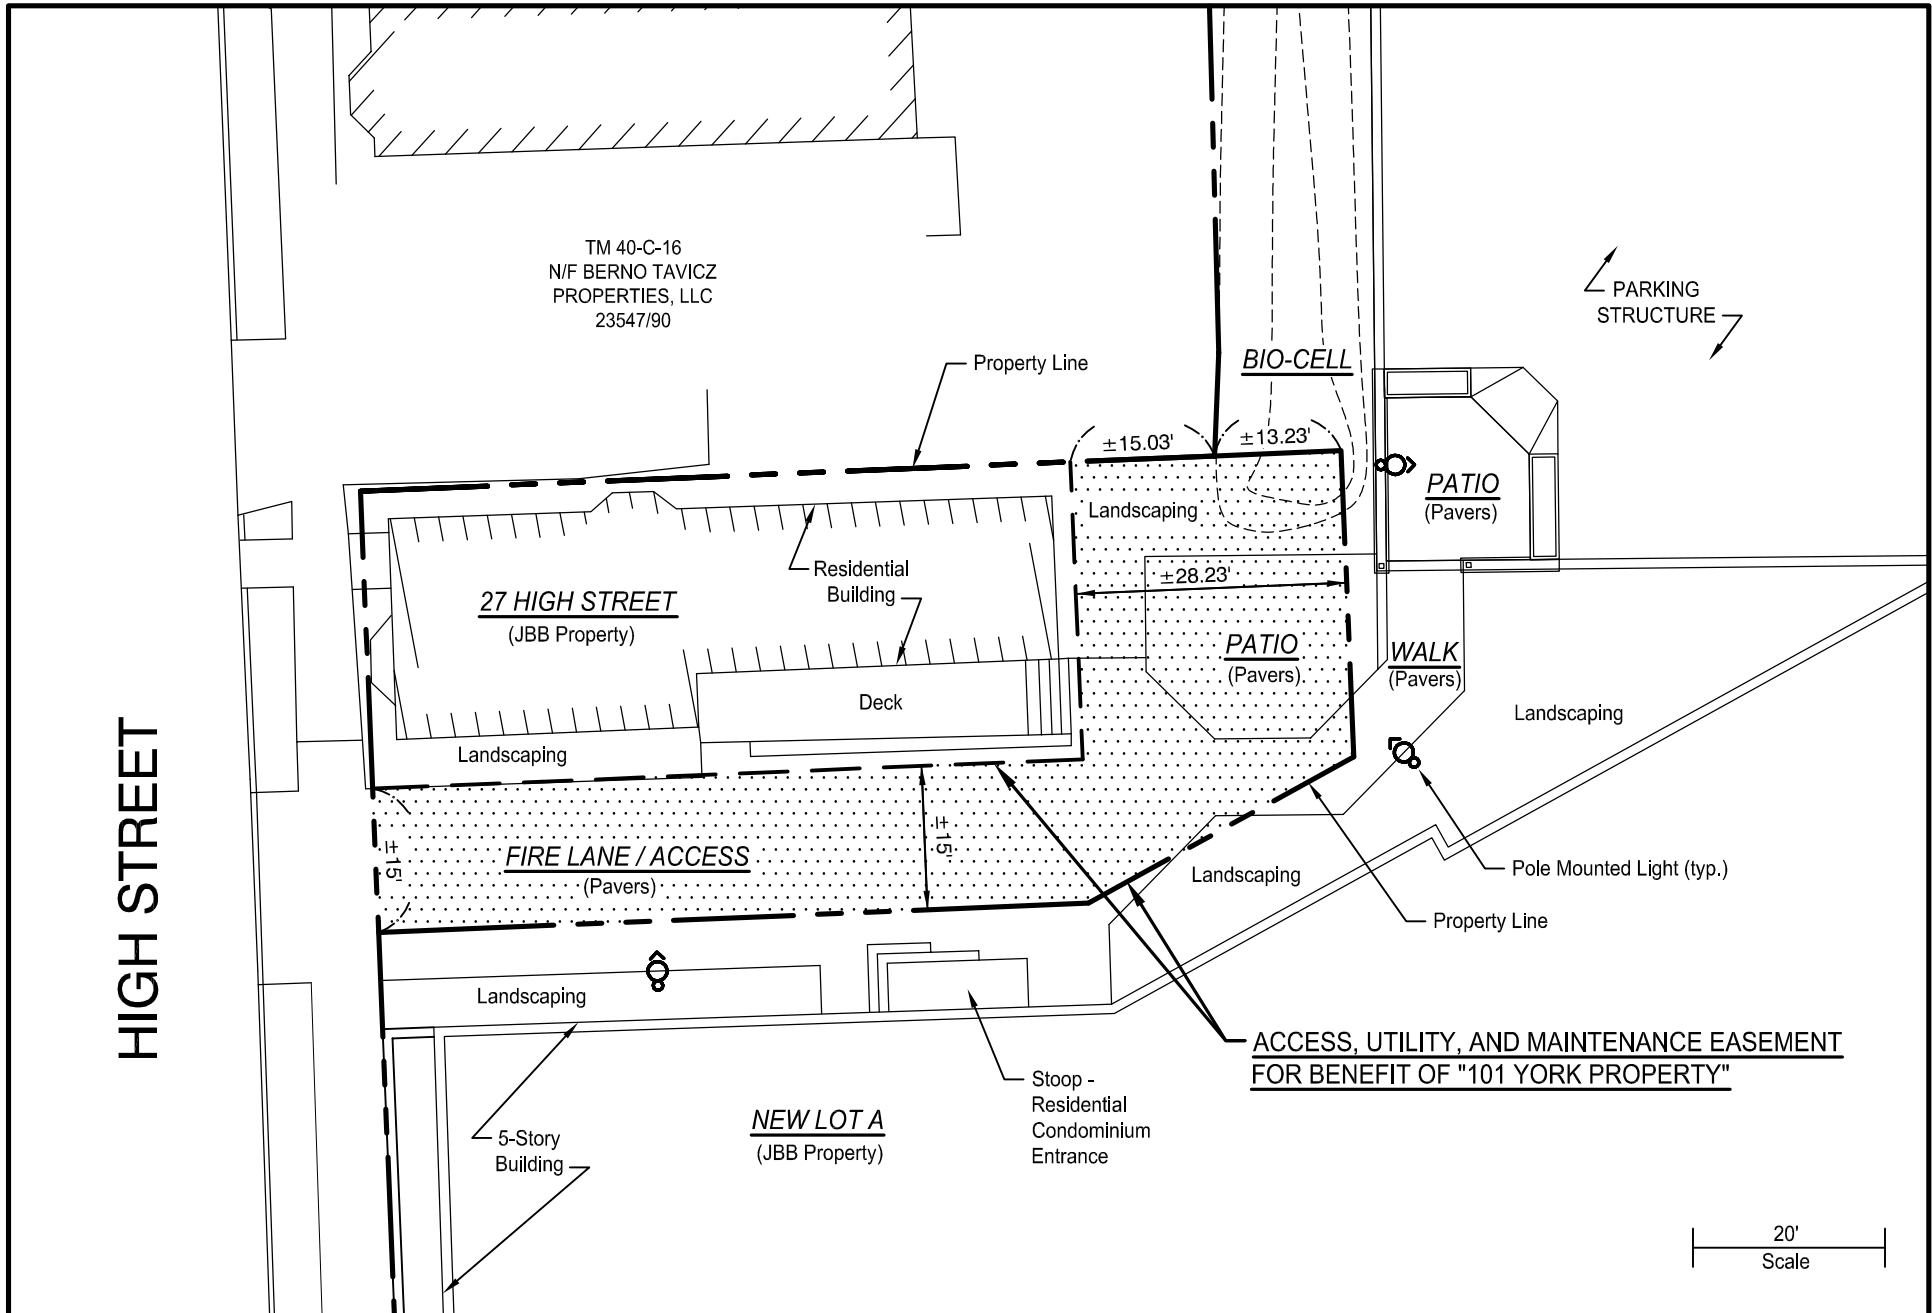 TM 40-C-16
N/F BERNO TAVICZ
PROPERTIES, LLC
23547/90
PARKING
STRUCTURE
Property Line
BIO-CELL
±15.03'
±13.23'
PATIO
(Pavers)
Landscaping
Residential
Building
±28.23'
27 HIGH STREET
(JBB Property)
PATIO
(Pavers)
WALK
(Pavers)
Deck
Landscaping
Landscaping
HIGH STREET
±15'
FIRE LANE / ACCESS
(Pavers)
±15'
Landscaping
Pole Mounted Light (typ.)
Property Line
Landscaping
ACCESS, UTILITY, AND MAINTENANCE EASEMENT
FOR BENEFIT OF "101 YORK PROPERTY"
Stoop -
Residential
Condominium
Entrance
NEW LOT A
(JBB Property)
5-Story
Building
20'
Scale